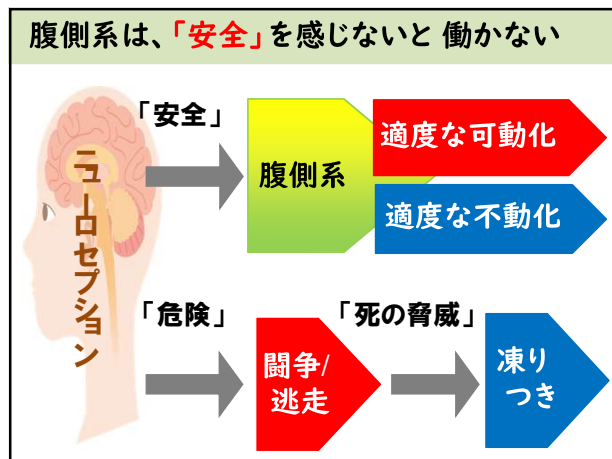 腹側系は、「安全」を感じないと 働かない
ニューロセプション
「安全」
腹側系
適度な可動化
適度な不動化
「危険」
闘争/
逃走
「死の脅威」
凍り
つき